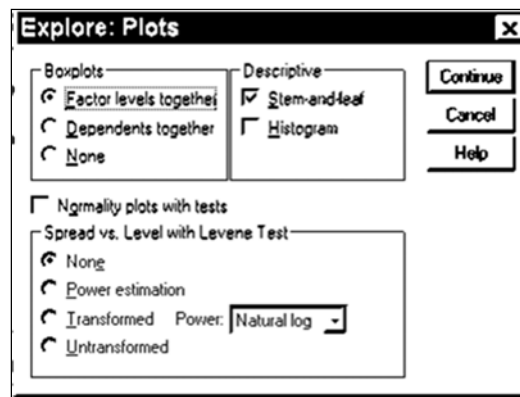 Explore: Plots
Boxplots
Factor levels together
Dependents together
None
Descriptive
Stem-and-leaf
Histogram
Continue
Cancel
Help
Normality plots with tests
Spread vs. Level with Levene Test
None
Power estimation
Transformed Power: Natural log
Untransformed